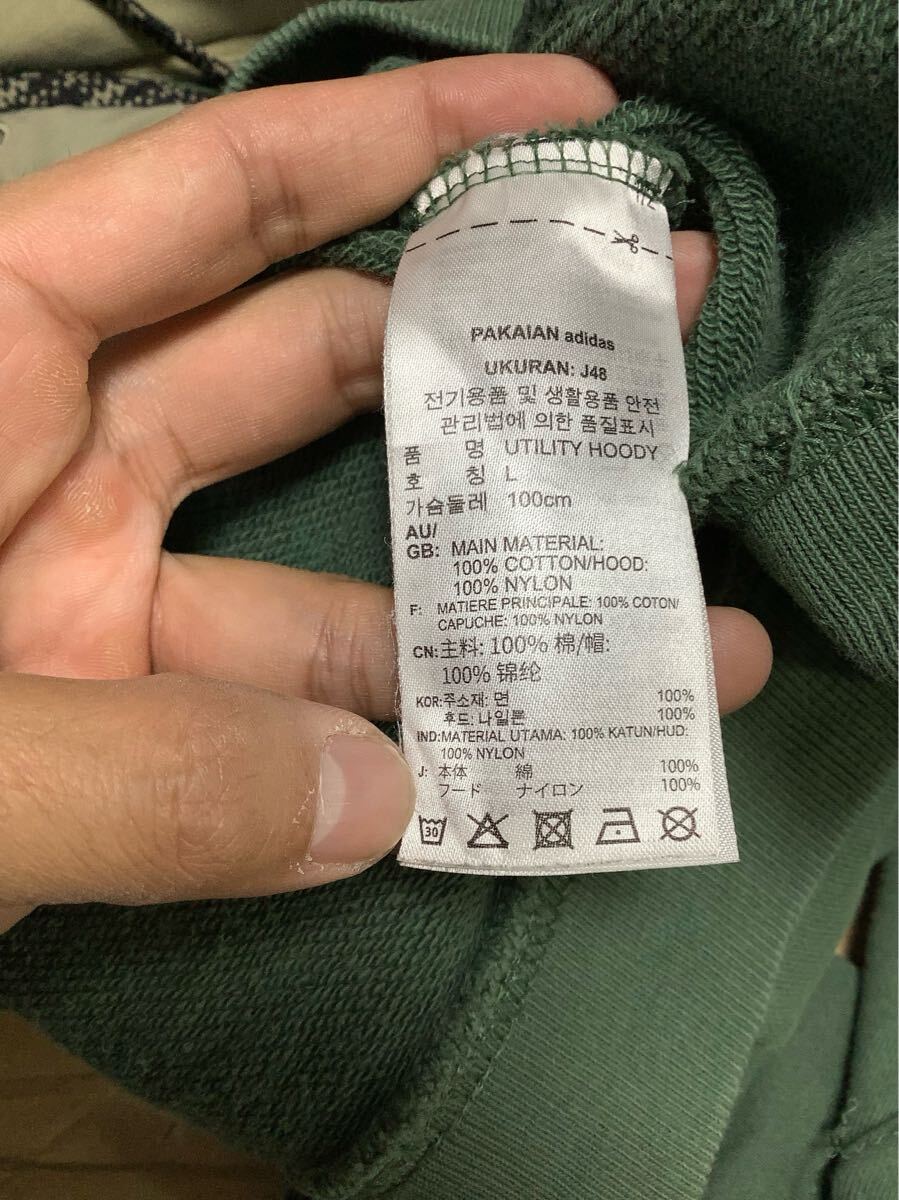 1/2
PAKAIAN adidas
UKURAN: J48
전기용품 및 생활용품 안전
관리법에 의한 품질표시
품 명 UTILITY HOODY
호 칭 L
가슴둘레 100cm
AU/
GB: MAIN MATERIAL:
100% COTTON/HOOD:
100% NYLON
F: MATIERE PRINCIPALE: 100% COTON/
CAPUCHE: 100% NYLON
CN: 主料: 100% 棉/帽:
100% 锦纶
KOR: 주소재: 면 100%
후드: 나일론 100%
IND: MATERIAL UTAMA: 100% KATUN/HUD:
100% NYLON
J: 本体 綿 100%
フード ナイロン 100%
30